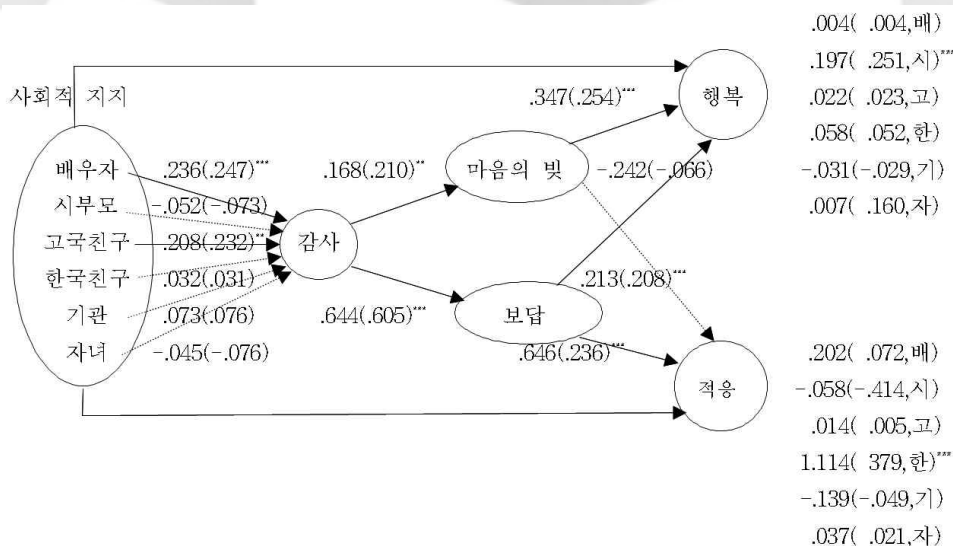 .004( .004,배)
.197( .251,시)***
.022( .023,고)
.058( .052,한)
-.031(-.029,기)
.007( .160,자)
사회적 지지
.347(.254)***
행복
배우자 .236(.247)***
시부모 -.052(-.073)
고국친구 .208(.232)**
한국친구 .032(.031)
기관 .073(.076)
자녀 -.045(-.076)
감사
.168(.210)**
마음의 빚
-.242(-.066)
.644(.605)***
보답
.213(.208)***
.646(.236)***
적응
.202( .072,배)
-.058(-.414,시)
.014( .005,고)
1.114( 379,한)***
-.139(-.049,기)
.037( .021,자)